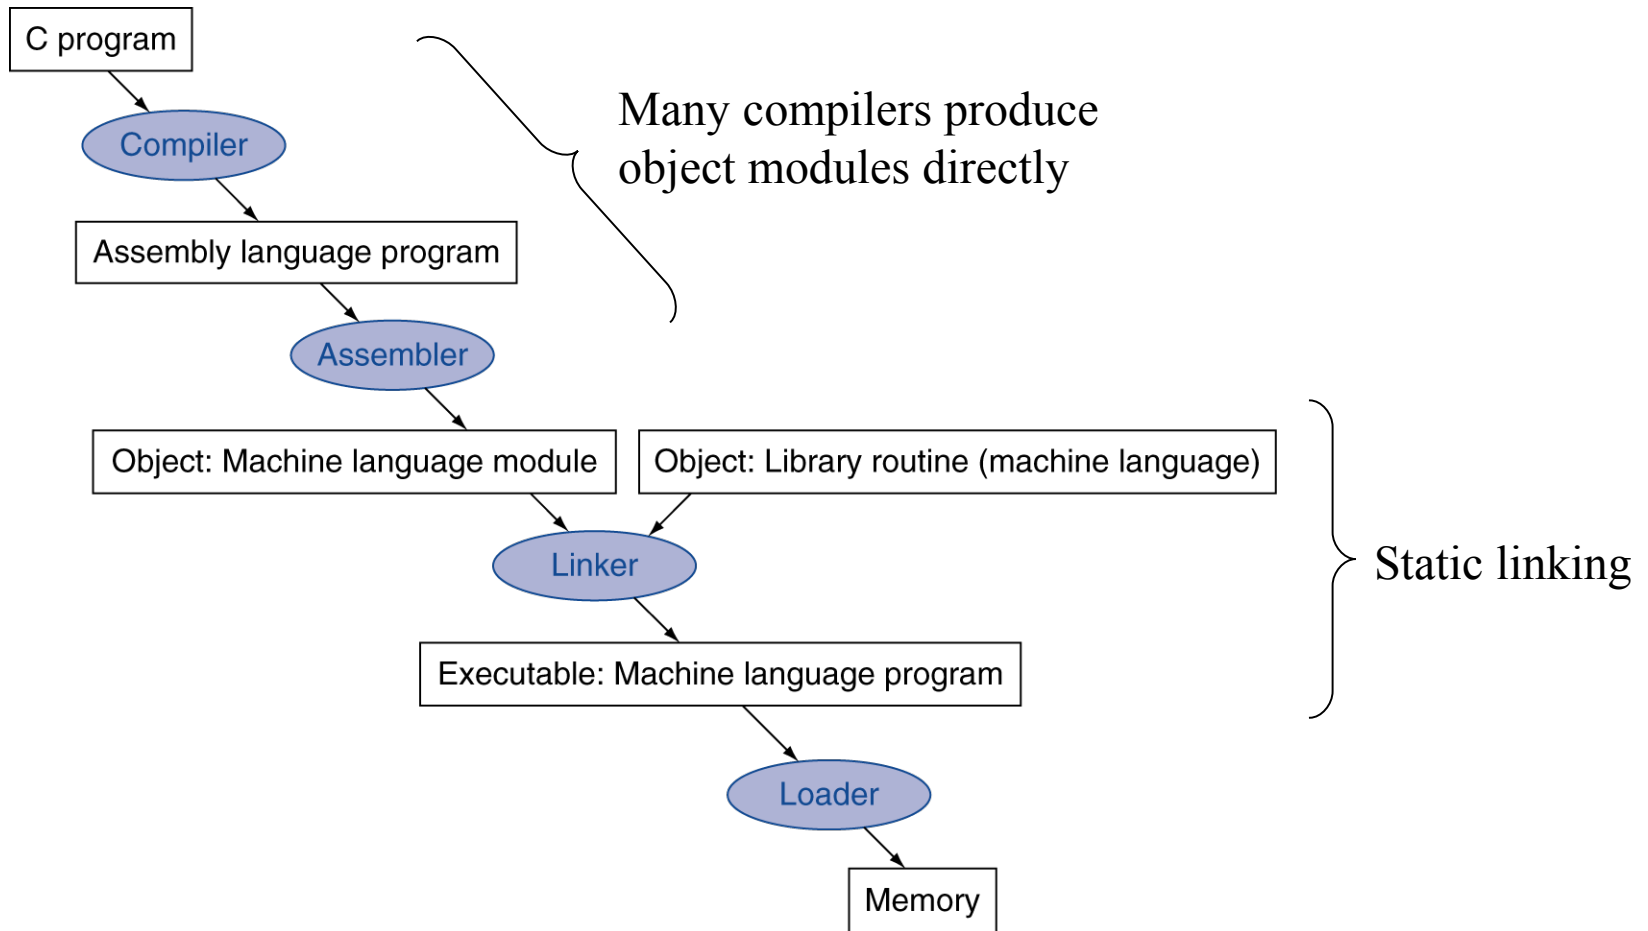 C program
Many compilers produce
object modules directly
Compiler
Assembly language program
Assembler
Object: Machine language module
Object: Library routine (machine language)
Linker
Static linking
Executable: Machine language program
Loader
Memory